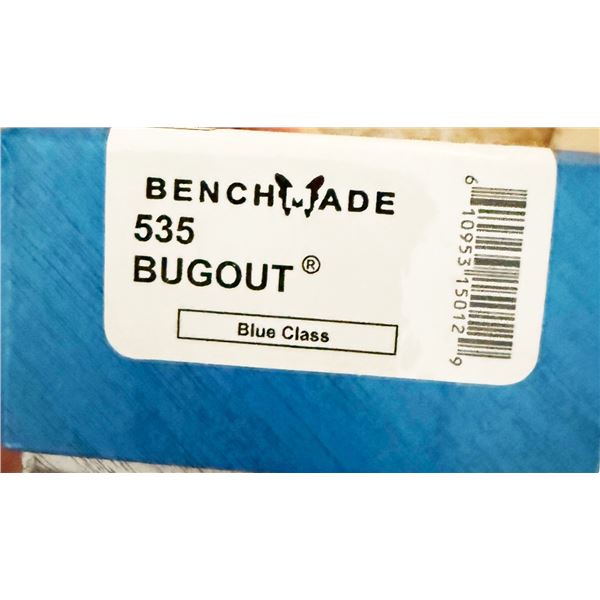 BENCHMADE
535
BUGOUT®
Blue Class
6 10953 15012 9